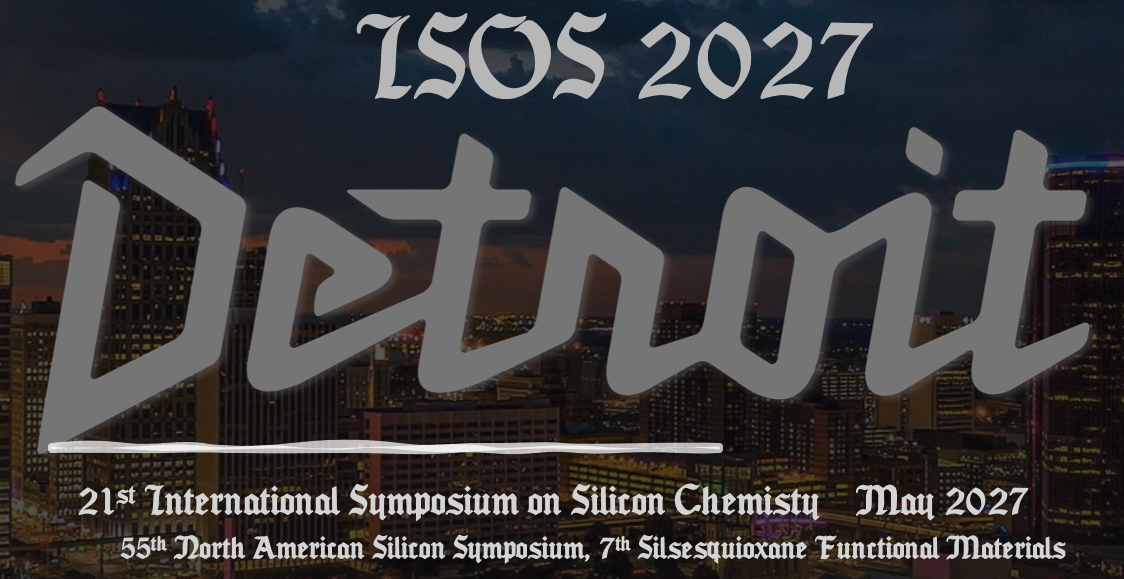 ISOS 2027
Detroit
21st International Symposium on Silicon Chemisty May 2027
55th North American Silicon Symposium, 7th Silsesquioxane Functional Materials